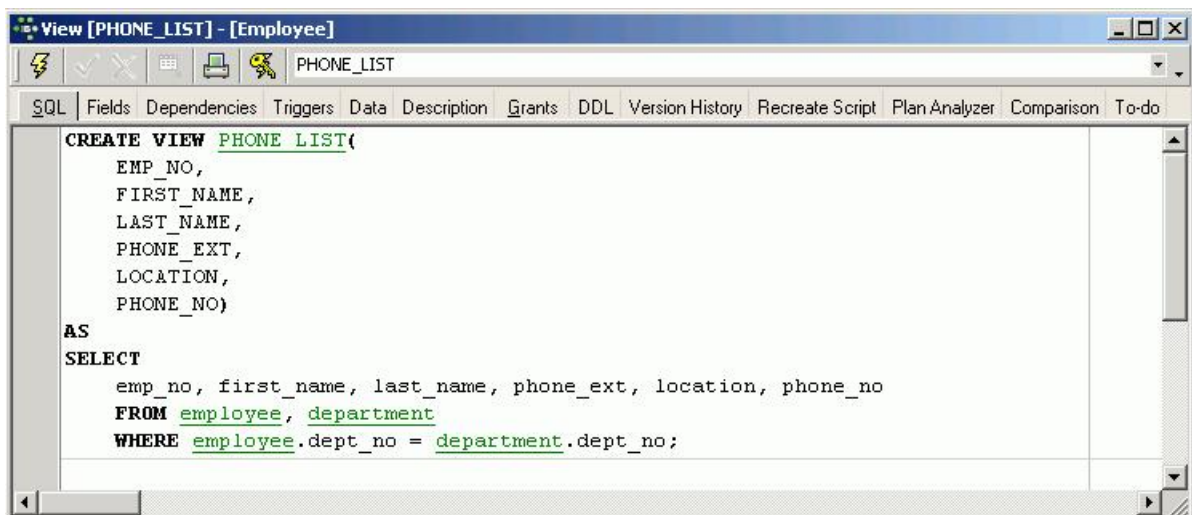 View [PHONE_LIST] - [Employee]
PHONE_LIST
SQL Fields Dependencies Triggers Data Description Grants DDL Version History Recreate Script Plan Analyzer Comparison To-do
CREATE VIEW PHONE_LIST(
EMP_NO,
FIRST_NAME,
LAST_NAME,
PHONE_EXT,
LOCATION,
PHONE_NO)
AS
SELECT
emp_no, first_name, last_name, phone_ext, location, phone_no
FROM employee, department
WHERE employee.dept_no = department.dept_no;